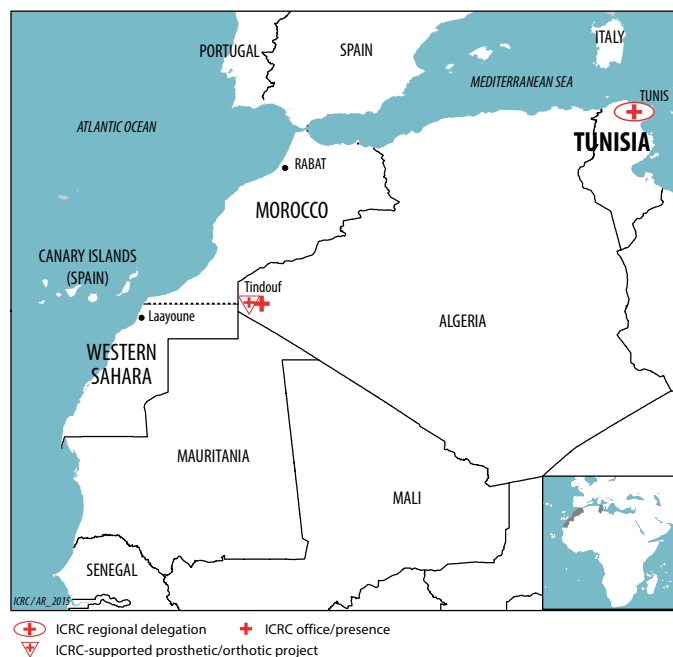 PORTUGAL
SPAIN
ITALY
MEDITERRANEAN SEA
TUNIS
ATLANTIC OCEAN
TUNISIA
RABAT
MOROCCO
CANARY ISLANDS
(SPAIN)
Tindouf
Laayoune
ALGERIA
WESTERN
SAHARA
MAURITANIA
MALI
SENEGAL
ICRC / AR_2015
ICRC regional delegation
ICRC office/presence
ICRC-supported prosthetic/orthotic project